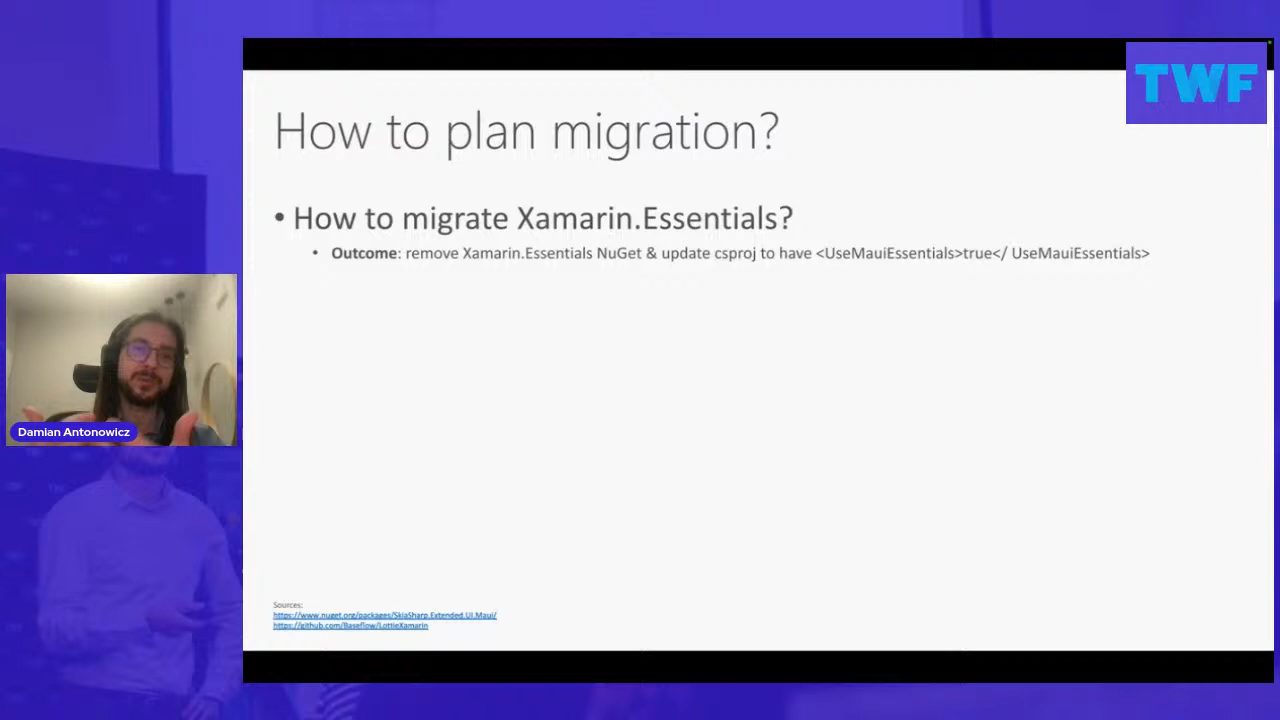 TWF
How to plan migration?
• How to migrate Xamarin.Essentials?
• Outcome: remove Xamarin.Essentials NuGet & update csproj to have <UseMauiEssentials>true</ UseMauiEssentials>
Damian Antonowicz
Sources:
https://www.nuget.org/packages/SkiaSharp.Extended.UI.Maui/
https://github.com/Baseflow/LottieXamarin